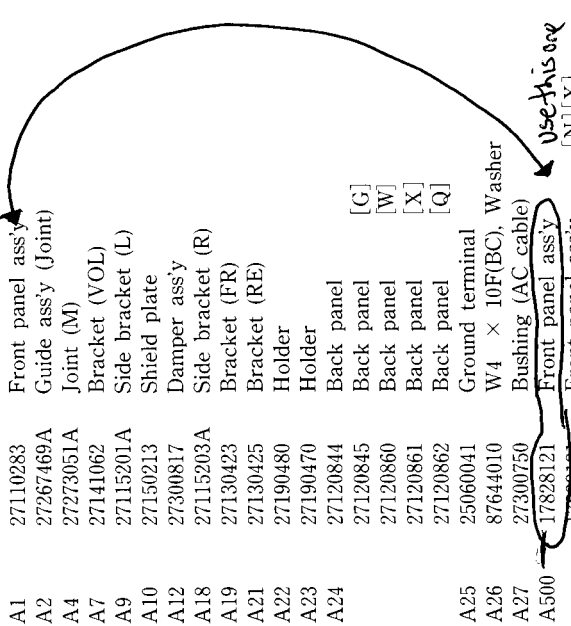 A1 27110283 Front panel ass'y
A2 27267469A Guide ass'y (Joint)
A4 27273051A Joint (M)
A7 27141062 Bracket (VOL)
A9 27115201A Side bracket (L)
A10 27150213 Shield plate
A12 27300817 Damper ass'y
A18 27115203A Side bracket (R)
A19 27130423 Bracket (FR)
A21 27130425 Bracket (RE)
A22 27190480 Holder
A23 27190470 Holder
A24 27120844 Back panel
27120845 Back panel [G]
27120860 Back panel [W]
27120861 Back panel [X]
27120862 Back panel [Q]
A25 25060041 Ground terminal
A26 87644010 W4 × 10F(BC), Washer
A27 27300750 Bushing (AC cable)
A500 17828121 Front panel ass'y use this one
[N][X]
Front panel ass'y